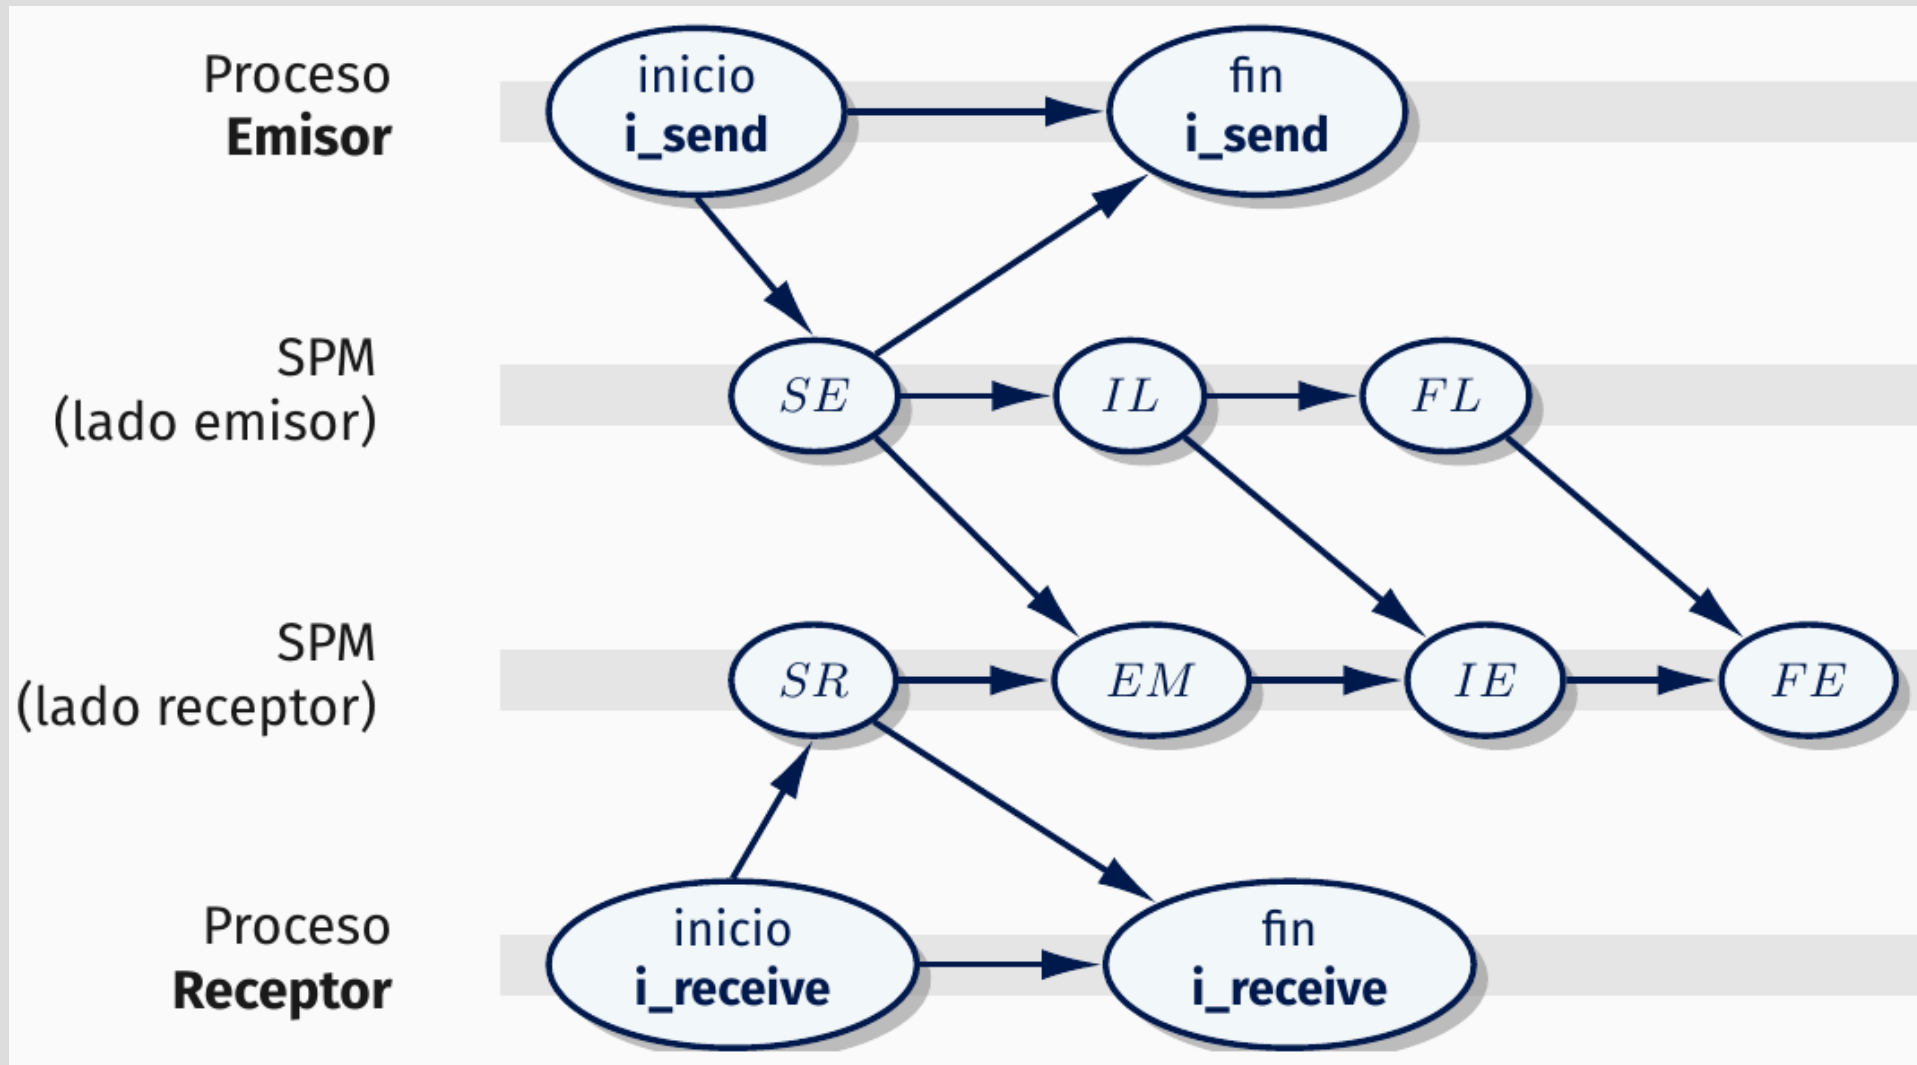 Proceso
Emisor
inicio
i_send
fin
i_send
SPM
(lado emisor)
SE
IL
FL
SPM
(lado receptor)
SR
EM
IE
FE
Proceso
Receptor
inicio
i_receive
fin
i_receive